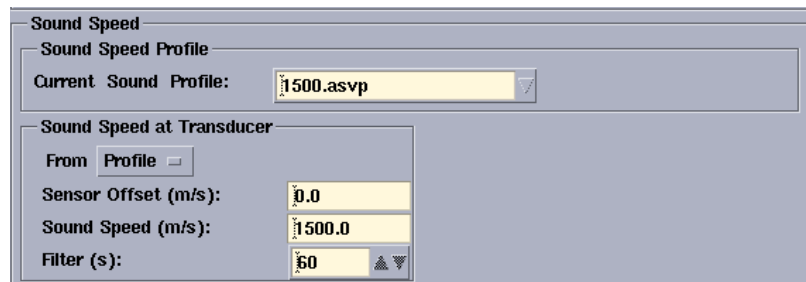 Sound Speed
Sound Speed Profile
Current Sound Profile: 1500.asvp
Sound Speed at Transducer
From Profile
Sensor Offset (m/s): 0.0
Sound Speed (m/s): 1500.0
Filter (s): 60